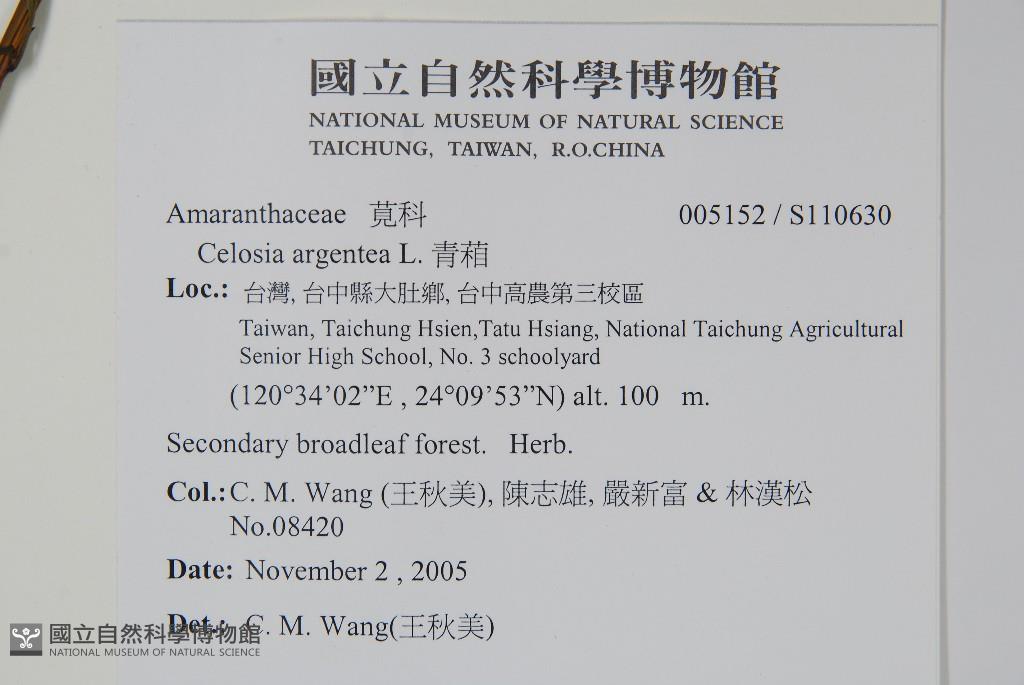 國立自然科學博物館
NATIONAL MUSEUM OF NATURAL SCIENCE
TAICHUNG, TAIWAN, R.O.CHINA
Amaranthaceae 莧科 005152 / S110630
Celosia argentea L. 青葙
Loc.: 台灣, 台中縣大肚鄉, 台中高農第三校區
Taiwan, Taichung Hsien,Tatu Hsiang, National Taichung Agricultural
Senior High School, No. 3 schoolyard
(120°34’02”E , 24°09’53”N) alt. 100 m.
Secondary broadleaf forest. Herb.
Col.: C. M. Wang (王秋美), 陳志雄, 嚴新富 & 林漢松
No.08420
Date: November 2 , 2005
Det.: C. M. Wang(王秋美)
國立自然科學博物館
NATIONAL MUSEUM OF NATURAL SCIENCE